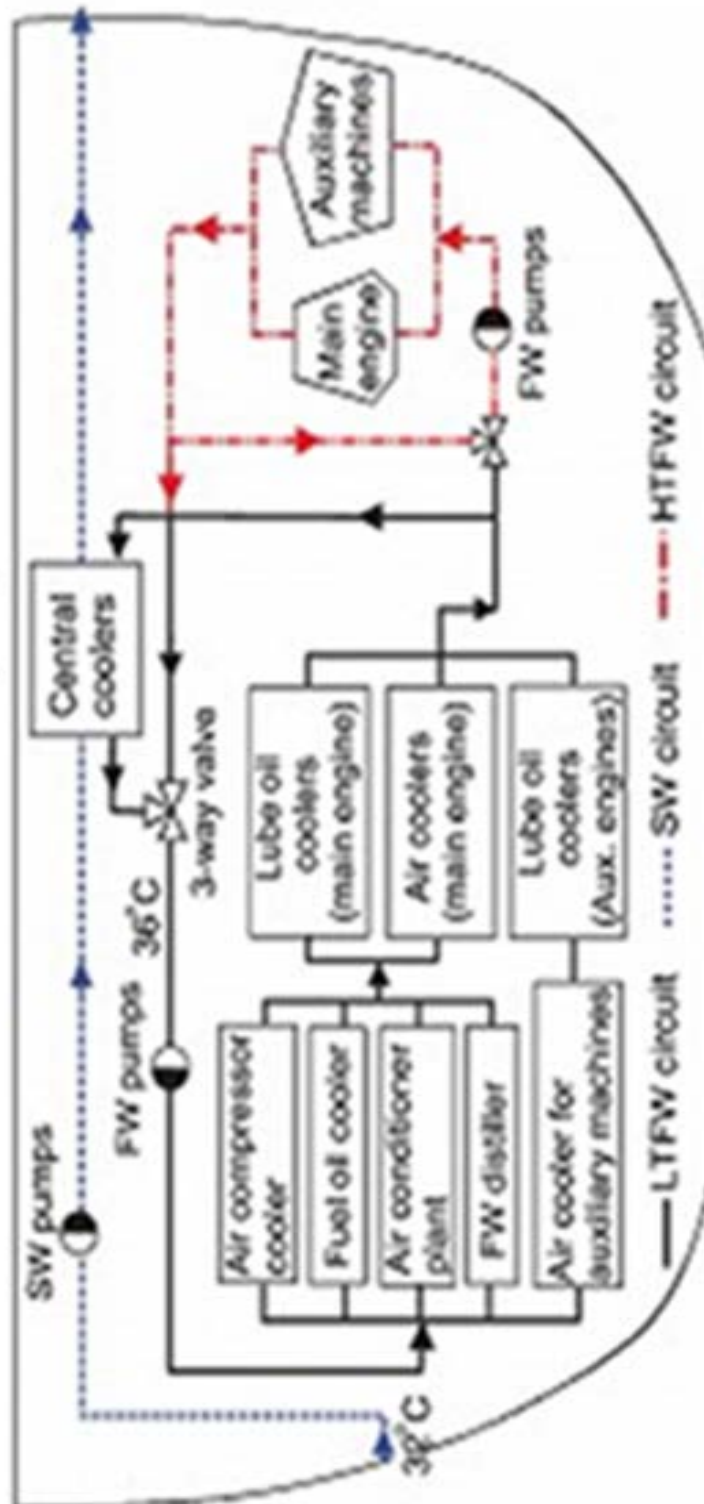 SW pumps
FW pumps
36°C
3-way valve
Central
coolers
32°C
Air compressor
cooler
Fuel oil cooler
Air conditioner
plant
FW distiller
Air cooler for
auxiliary machines
Lube oil
coolers
(main engine)
Air coolers
(main engine)
Lube oil
coolers
(Aux. engines)
Main
engine
Auxiliary
machines
FW pumps
LTFW circuit
SW circuit
HTFW circuit